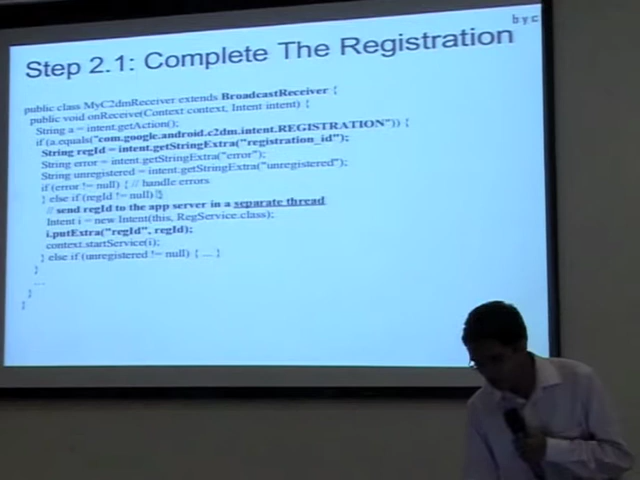 byc
Step 2.1: Complete The Registration
public class MyC2dmReceiver extends BroadcastReceiver {
public void onReceive(Context context, Intent intent) {
String a = intent.getAction();
if (a.equals("com.google.android.c2dm.intent.REGISTRATION")) {
String regId = intent.getStringExtra("registration_id");
String error = intent.getStringExtra("error");
String unregistered = intent.getStringExtra("unregistered");
if (error != null) { // handle errors
} else if (regId != null) {
// send regId to the app server in a separate thread
Intent i = new Intent(this, RegService.class);
i.putExtra("regId", regId);
context.startService(i);
} else if (unregistered != null) { ... }
}
...
}
}